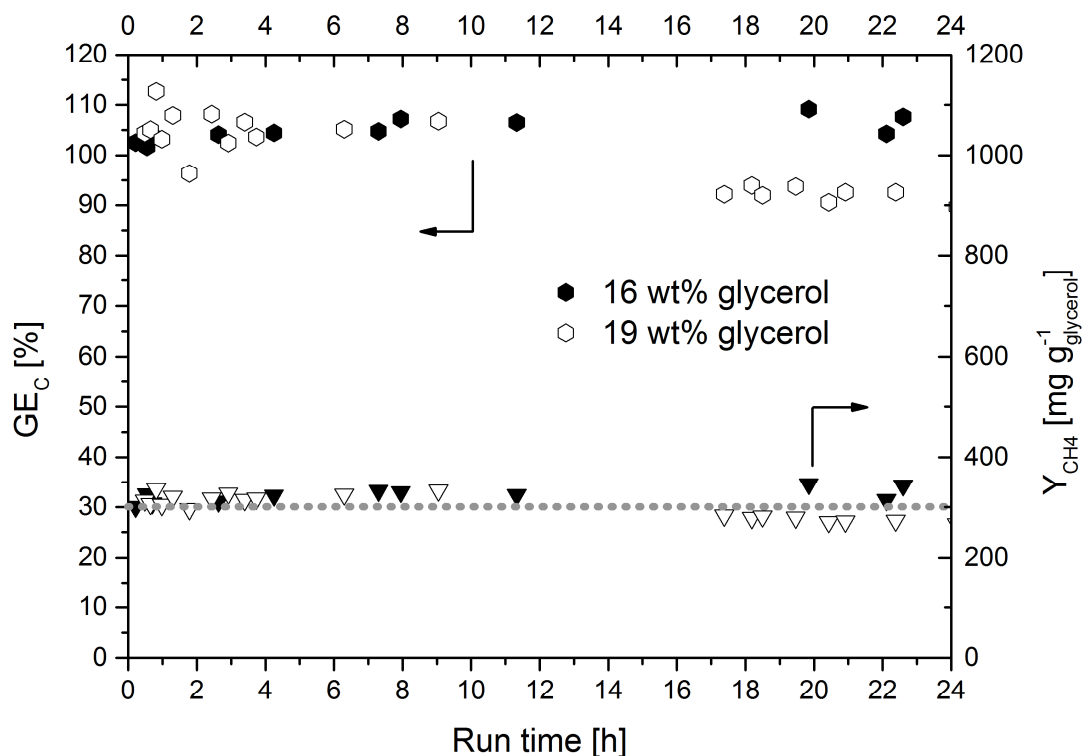 0 2 4 6 8 10 12 14 16 18 20 22 24
120 1200
110
100 1000
90
80 800
70
16 wt% glycerol
19 wt% glycerol
60 600
50
40 400
30
20 200
10
0 0
GE_C [%]
Y_CH4 [mg g^-1_glycerol]
0 2 4 6 8 10 12 14 16 18 20 22 24
Run time [h]